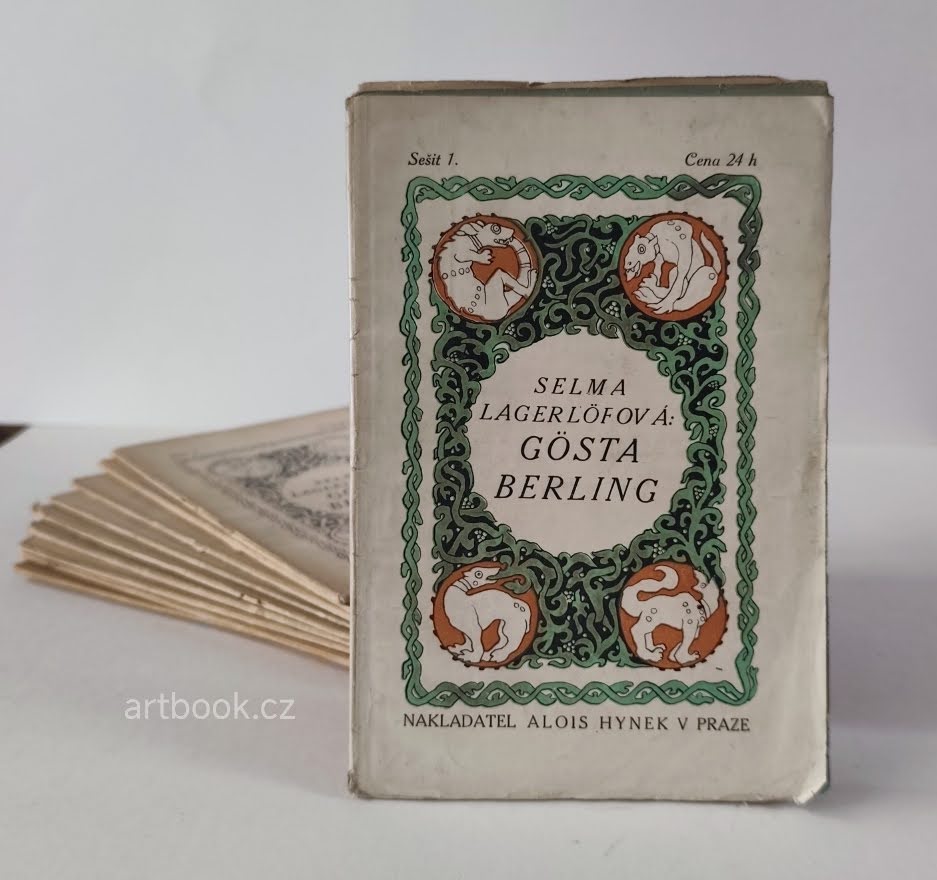 Sešit 1.
Cena 24 h
SELMA
LAGERLÖFOVÁ:
GÖSTA
BERLING
NAKLADATEL ALOIS HYNEK V PRAZE
artbook.cz